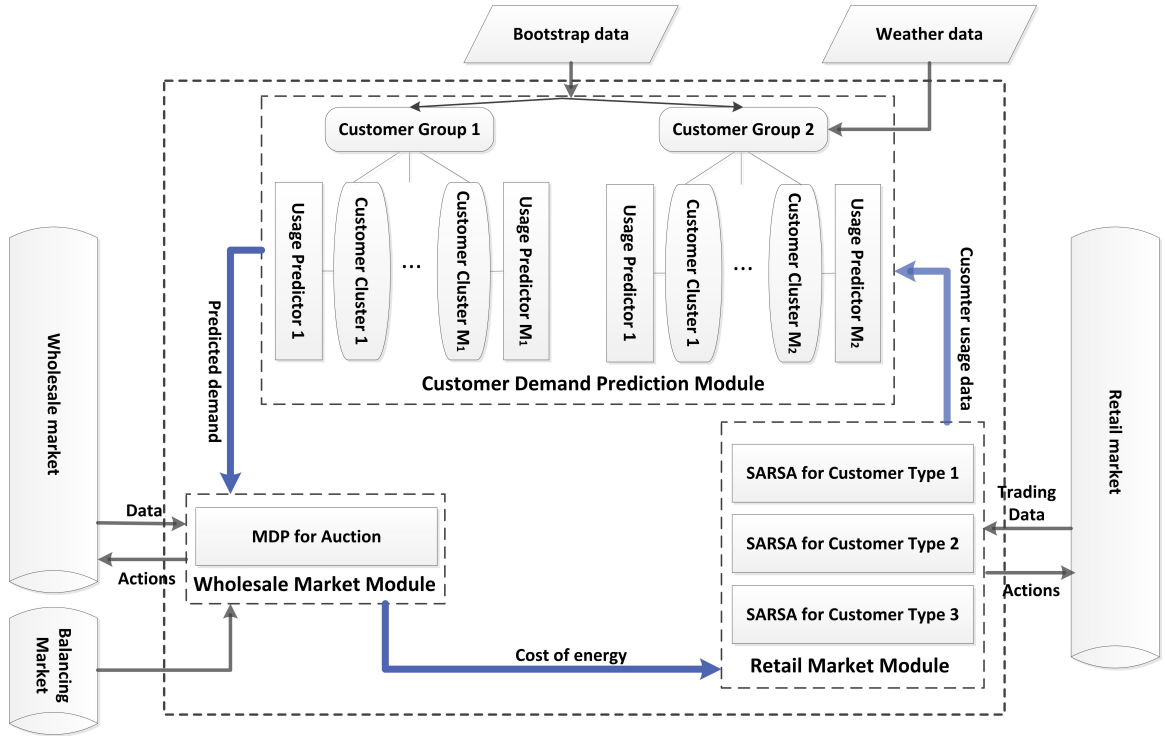 Bootstrap data
Weather data
Customer Group 1
Customer Group 2
Usage Predictor 1
Customer Cluster 1
...
Customer Cluster M1
Usage Predictor M1
Usage Predictor 1
Customer Cluster 1
...
Customer Cluster M2
Usage Predictor M2
Customer Demand Prediction Module
Predicted demand
Cusomter usage data
Wholesale market
Retail market
Data
Actions
MDP for Auction
Wholesale Market Module
Balancing
Market
Cost of energy
SARSA for Customer Type 1
SARSA for Customer Type 2
SARSA for Customer Type 3
Retail Market Module
Trading
Data
Actions